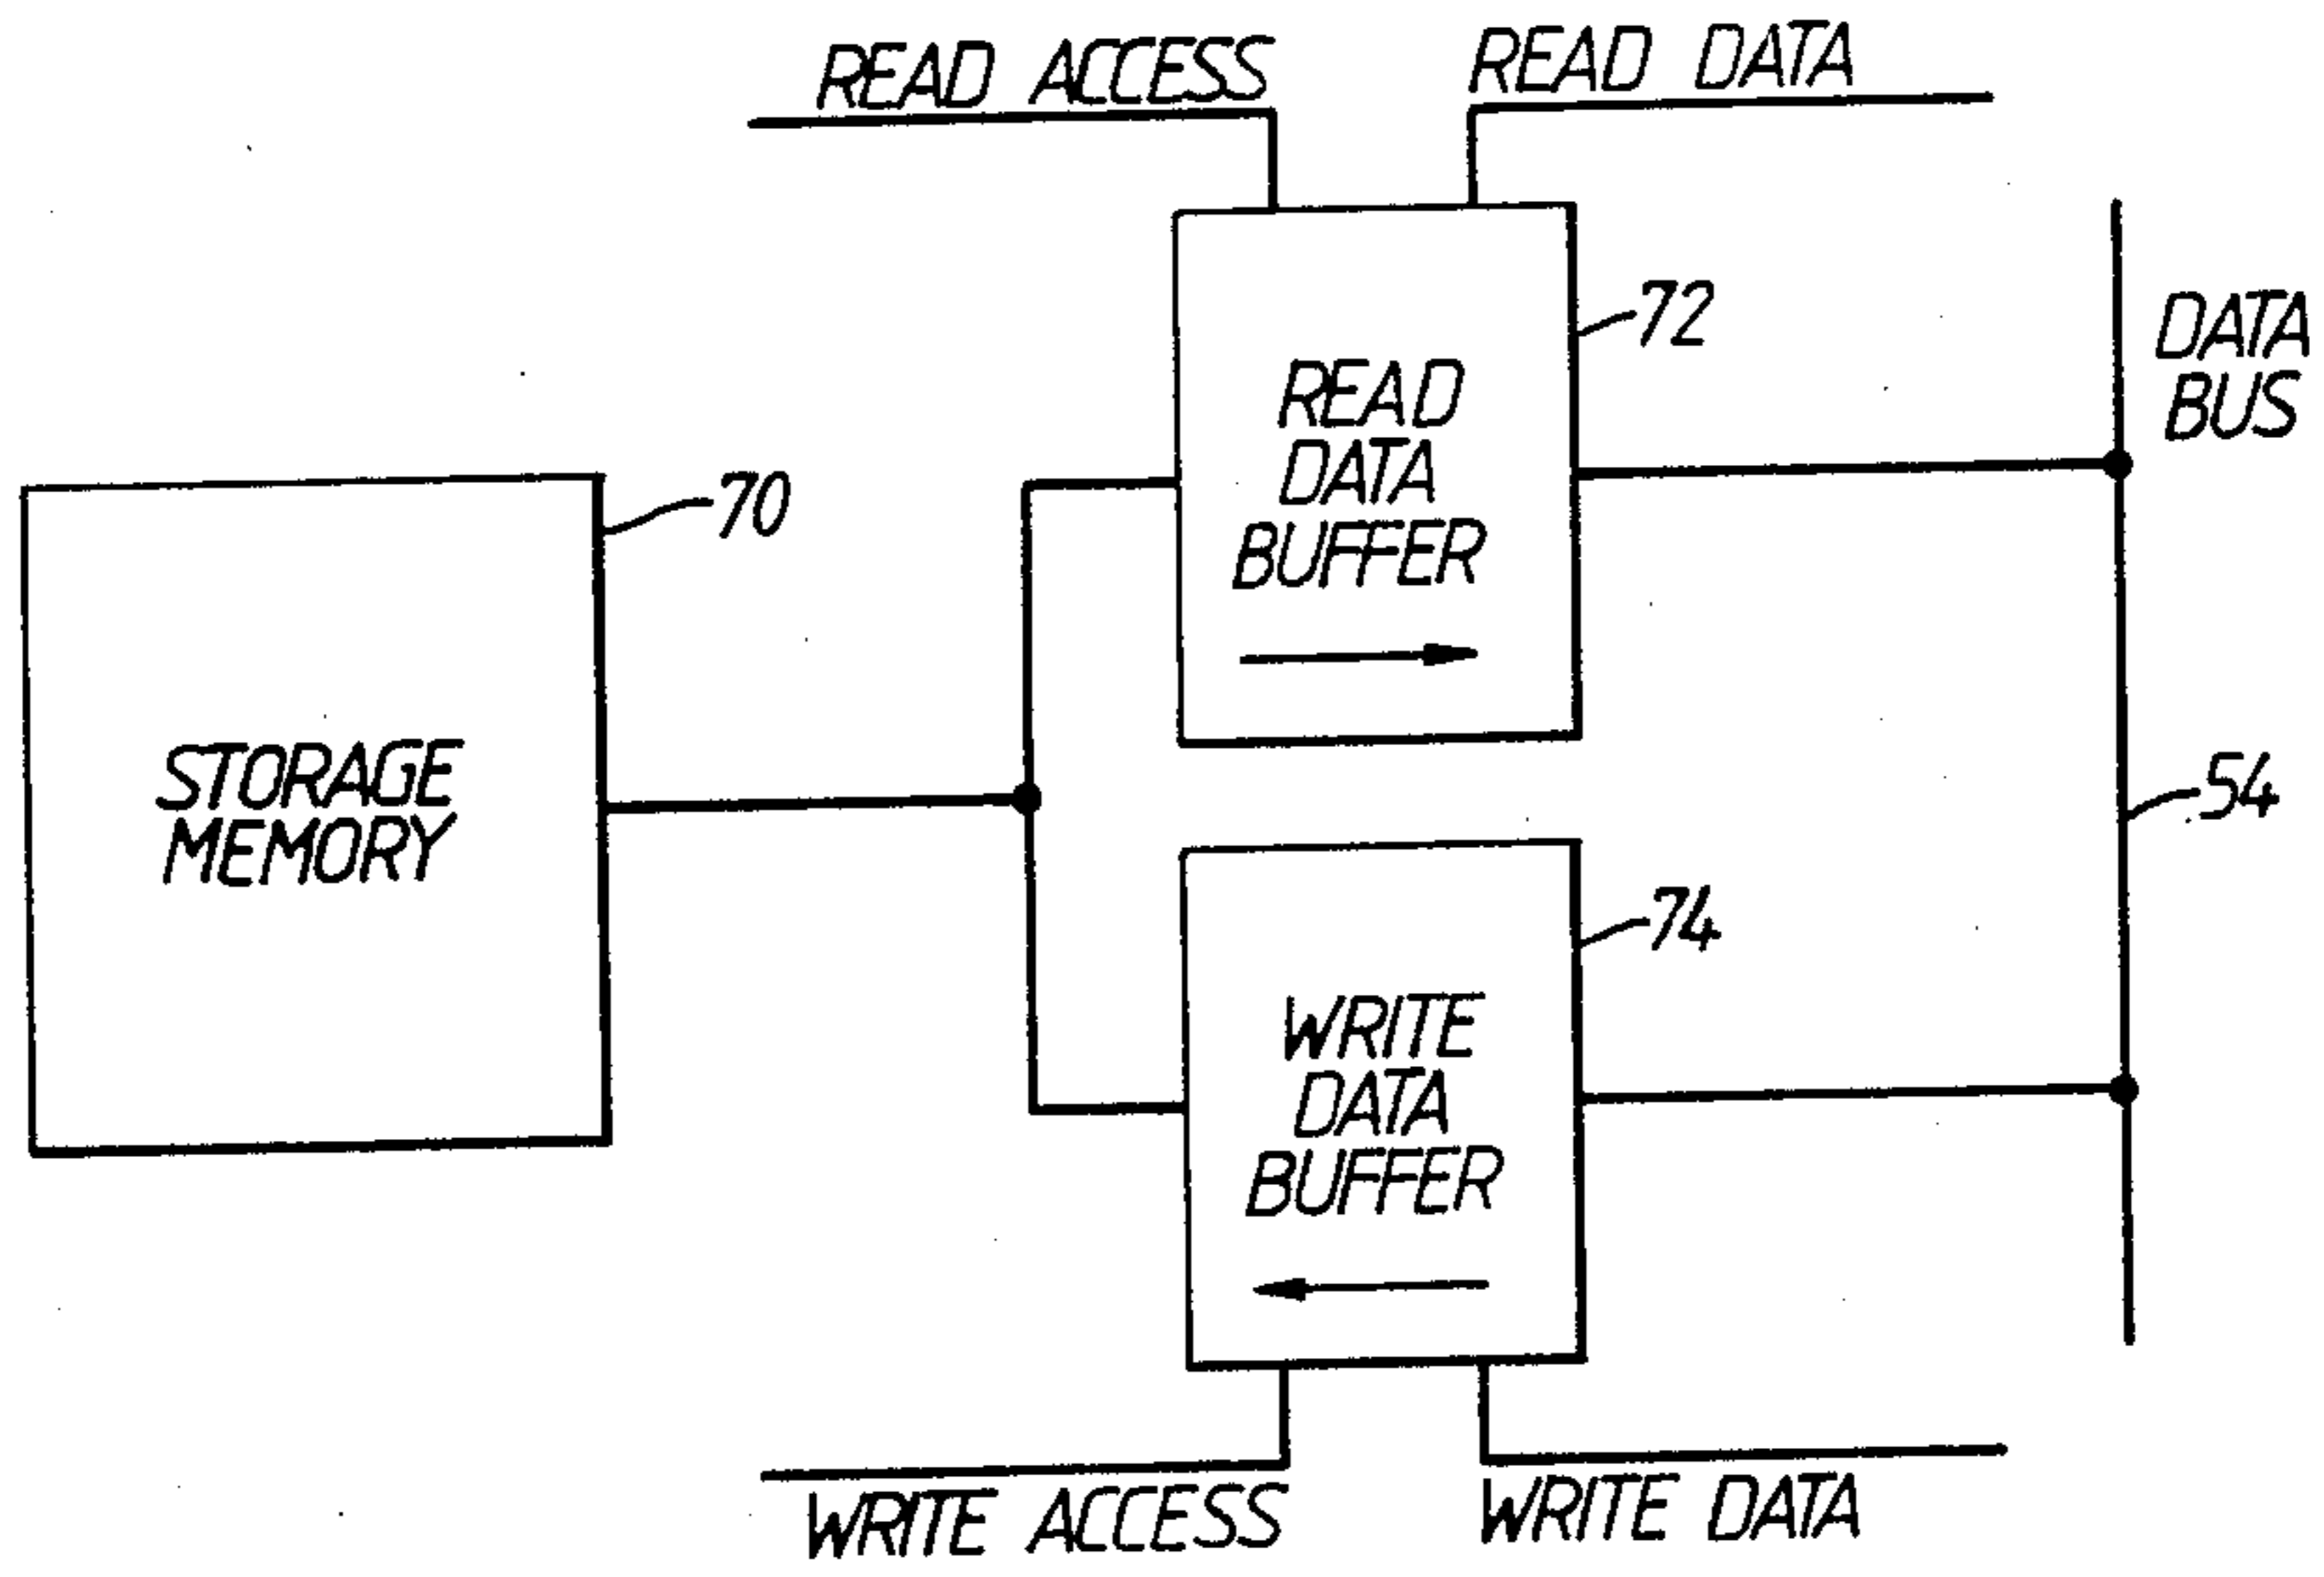 READ ACCESS
READ DATA
72
DATA
BUS
READ
DATA
BUFFER
70
STORAGE
MEMORY
54
74
WRITE
DATA
BUFFER
WRITE ACCESS
WRITE DATA